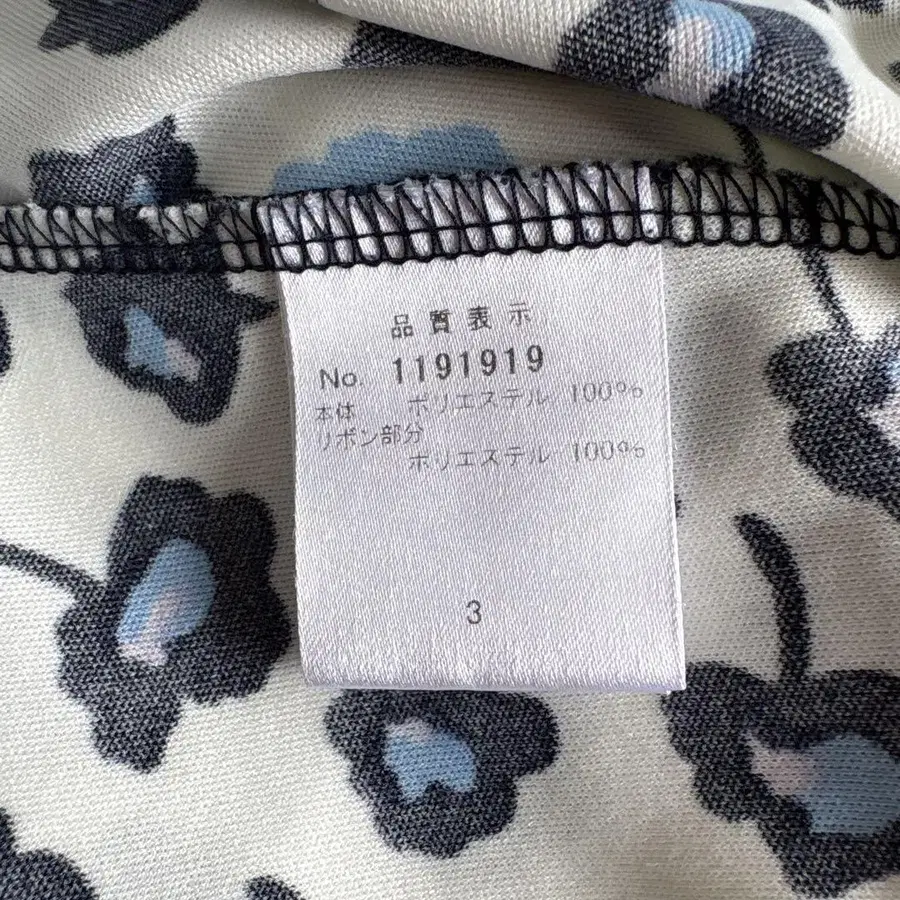 品質表示
No. 1191919
本体 ポリエステル 100%
リボン部分
ポリエステル 100%
3